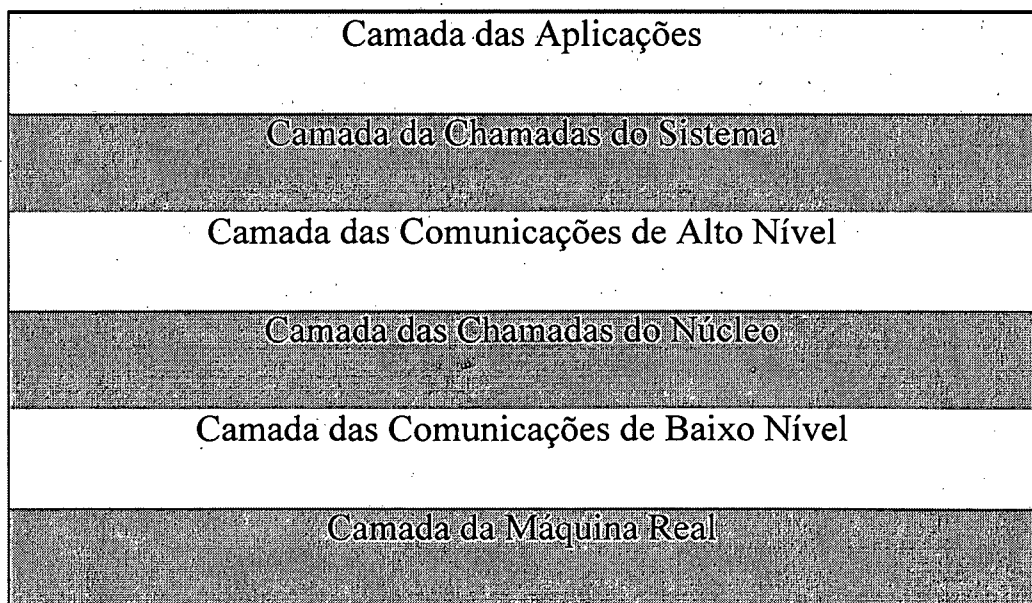 Camada das Aplicações
Camada da Chamadas do Sistema
Camada das Comunicações de Alto Nível
Camada das Chamadas do Núcleo
Camada das Comunicações de Baixo Nível
Camada da Máquina Real